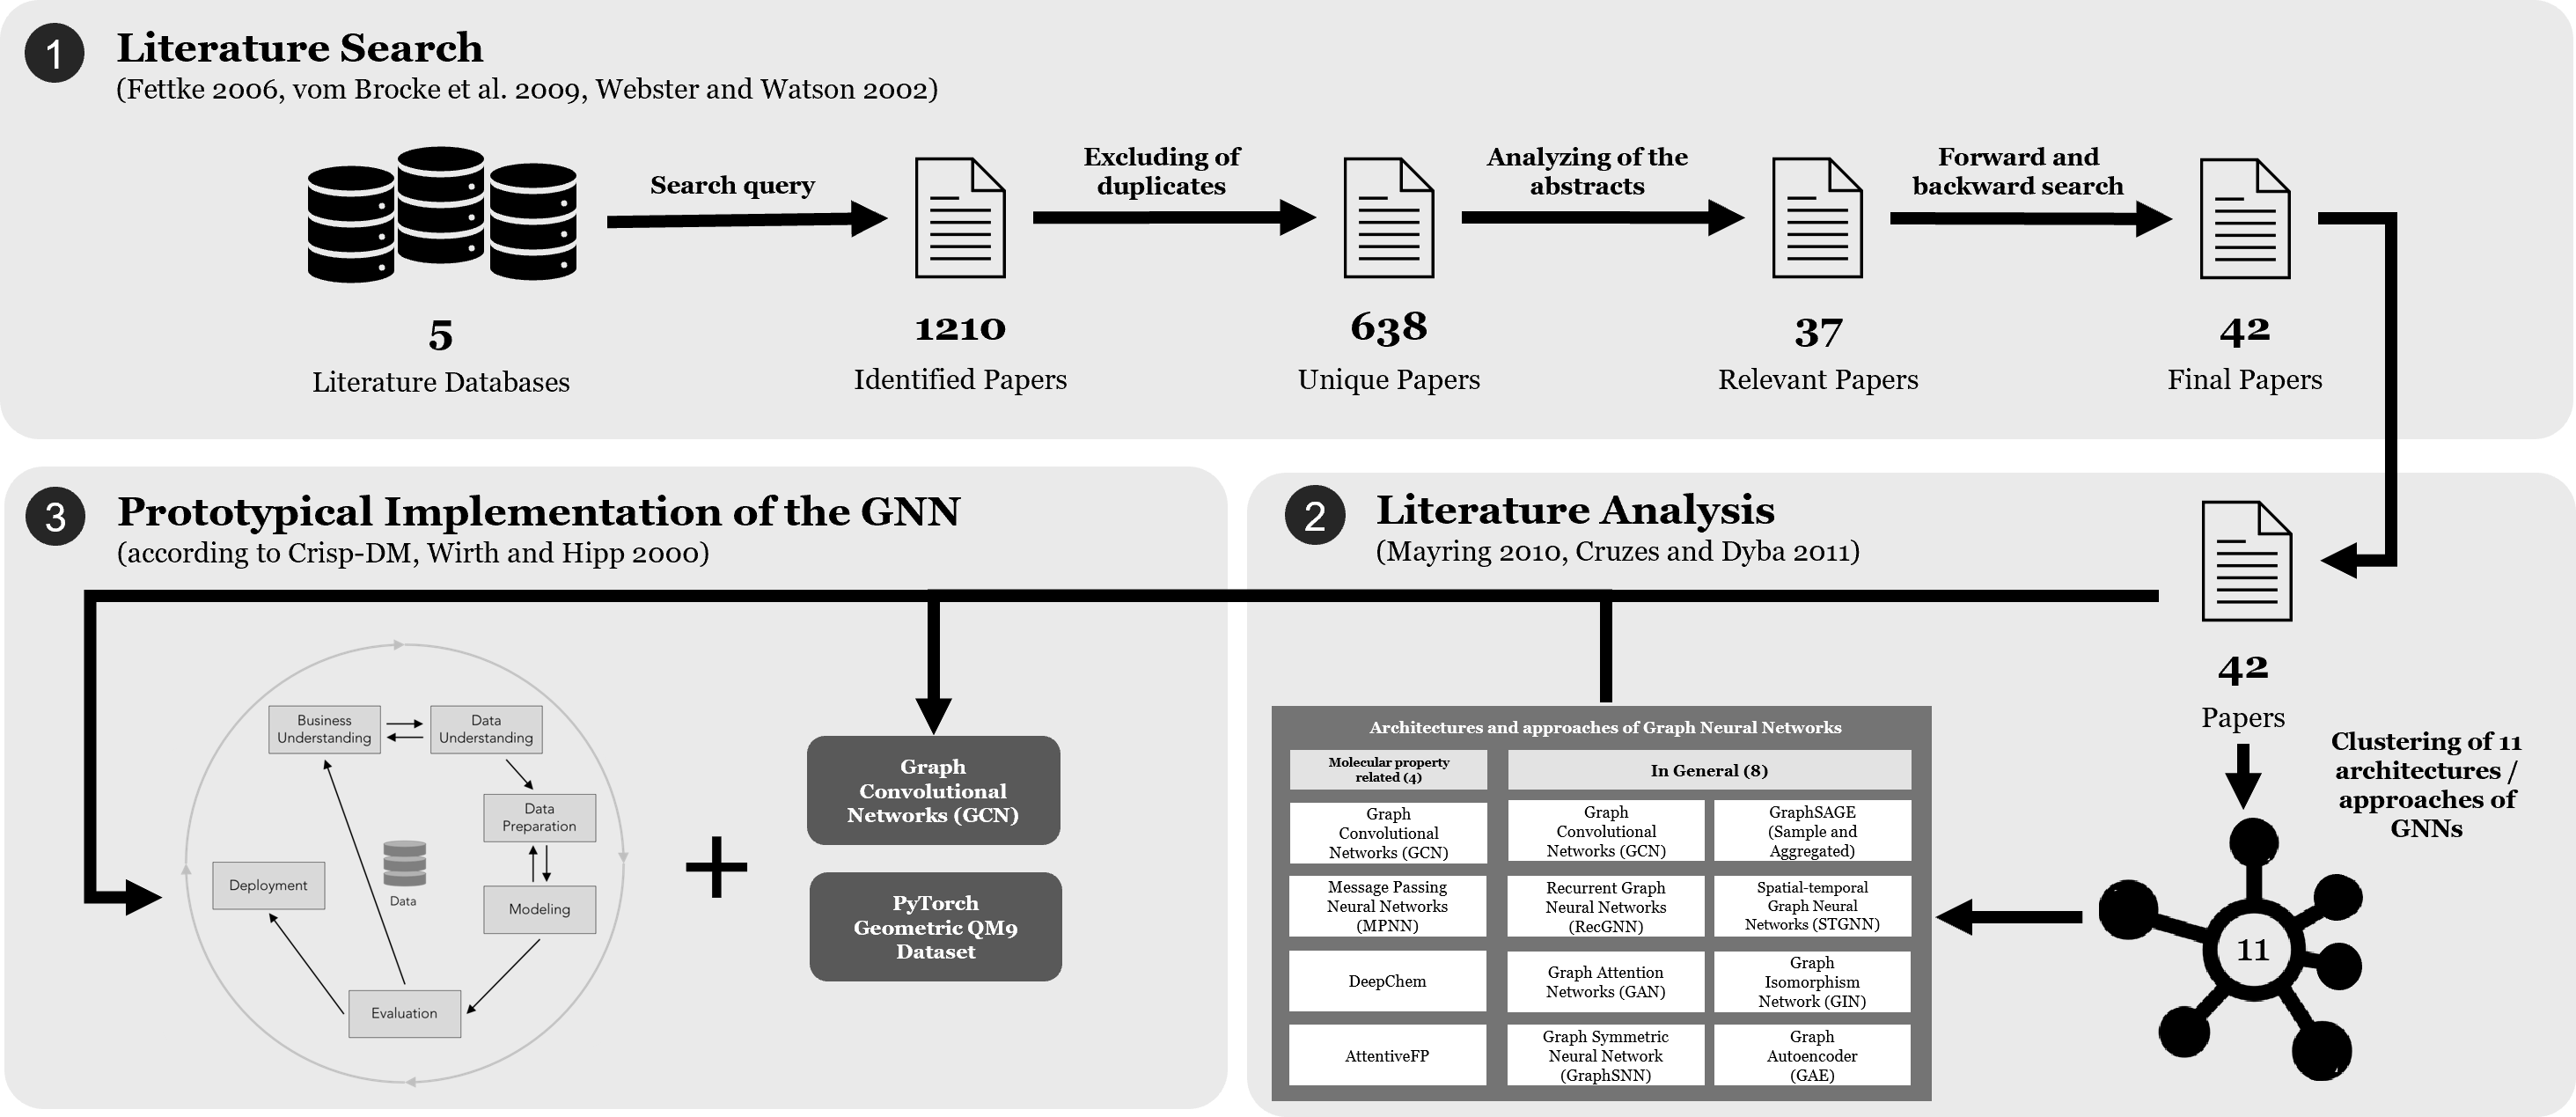 1
Literature Search
(Fettke 2006, vom Brocke et al. 2009, Webster and Watson 2002)
Search query
Excluding of
duplicates
Analyzing of the
abstracts
Forward and
backward search
5
Literature Databases
1210
Identified Papers
638
Unique Papers
37
Relevant Papers
42
Final Papers
3
Prototypical Implementation of the GNN
(according to Crisp-DM, Wirth and Hipp 2000)
Business
Understanding
Data
Understanding
Data
Preparation
Modeling
Evaluation
Deployment
Data
Graph
Convolutional
Networks (GCN)
PyTorch
Geometric QM9
Dataset
2
Literature Analysis
(Mayring 2010, Cruzes and Dyba 2011)
42
Papers
Clustering of 11
architectures /
approaches of
GNNs
11
Architectures and approaches of Graph Neural Networks
Molecular property
related (4)
In General (8)
Graph
Convolutional
Networks (GCN)
Graph
Convolutional
Networks (GCN)
GraphSAGE
(Sample and
Aggregated)
Message Passing
Neural Networks
(MPNN)
Recurrent Graph
Neural Networks
(RecGNN)
Spatial-temporal
Graph Neural
Networks (STGNN)
DeepChem
Graph Attention
Networks (GAN)
Graph
Isomorphism
Network (GIN)
AttentiveFP
Graph Symmetric
Neural Network
(GraphSNN)
Graph
Autoencoder
(GAE)